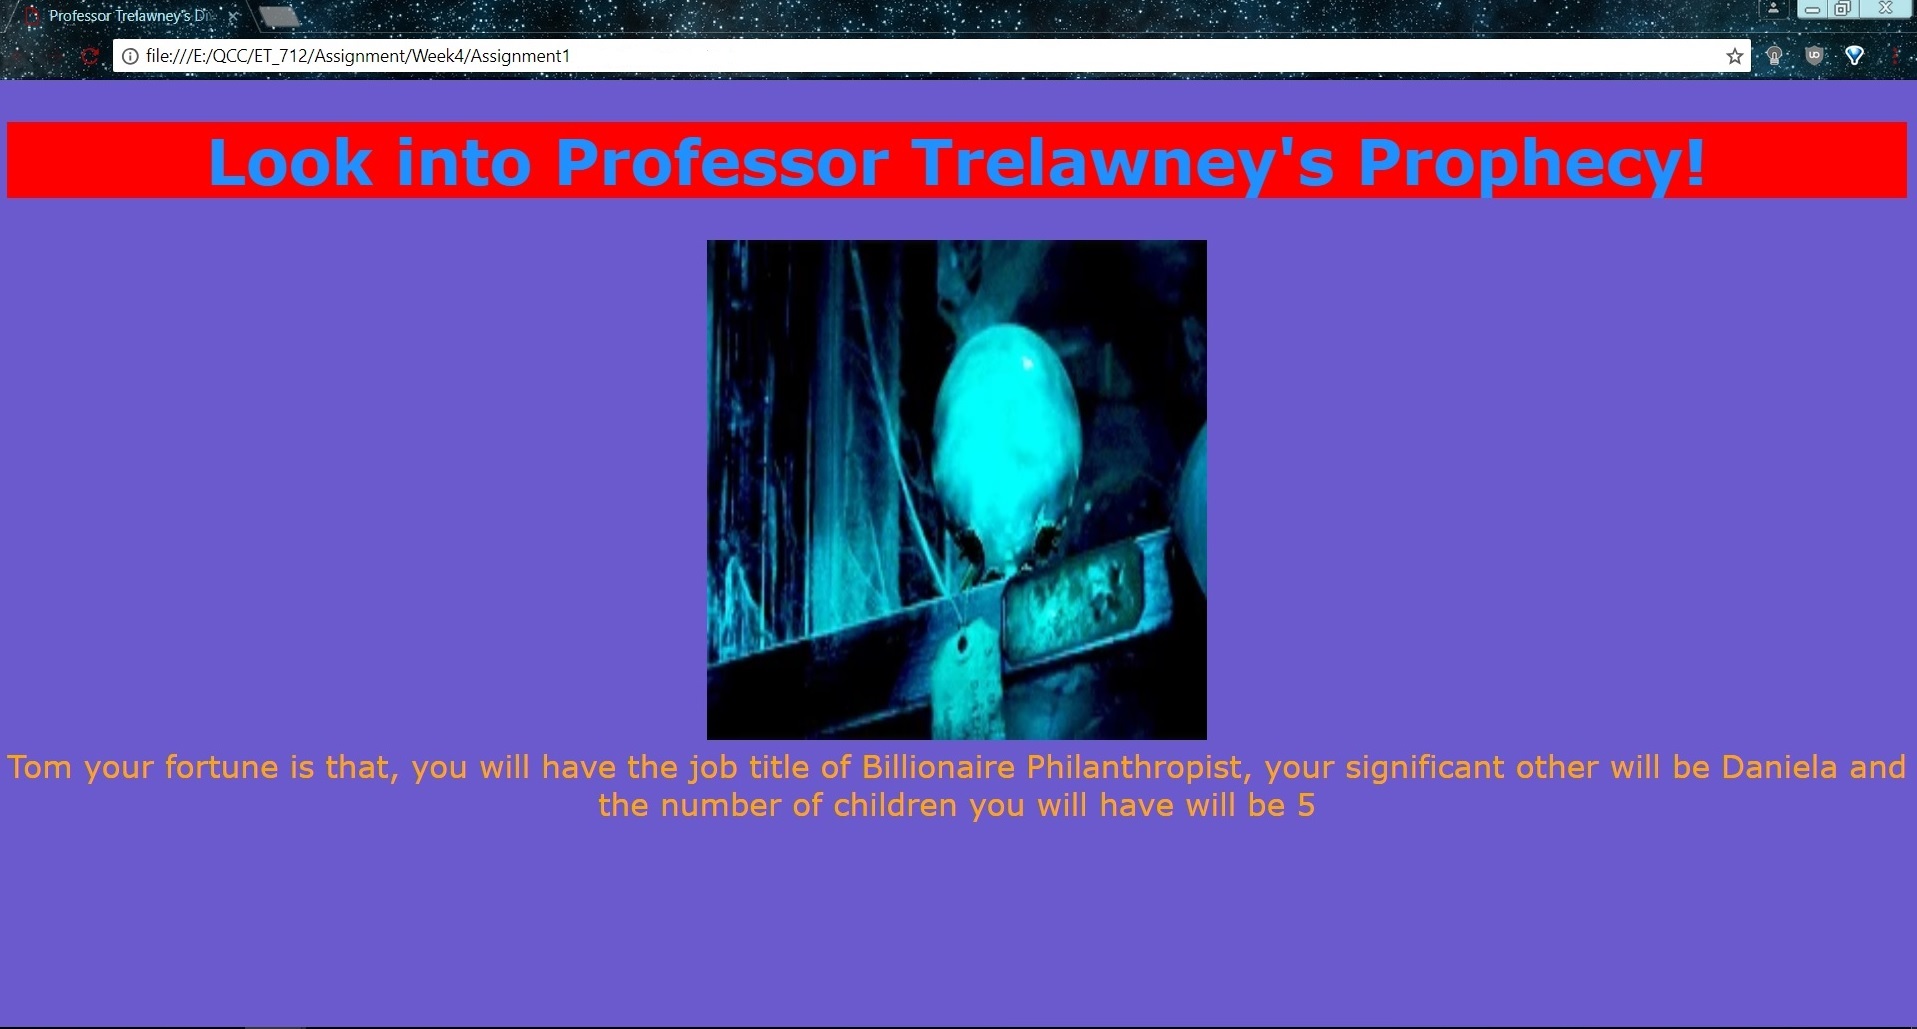 Professor Trelawney's Di
file:///E:/QCC/ET_712/Assignment/Week4/Assignment1
Look into Professor Trelawney's Prophecy!
Tom your fortune is that, you will have the job title of Billionaire Philanthropist, your significant other will be Daniela and
the number of children you will have will be 5